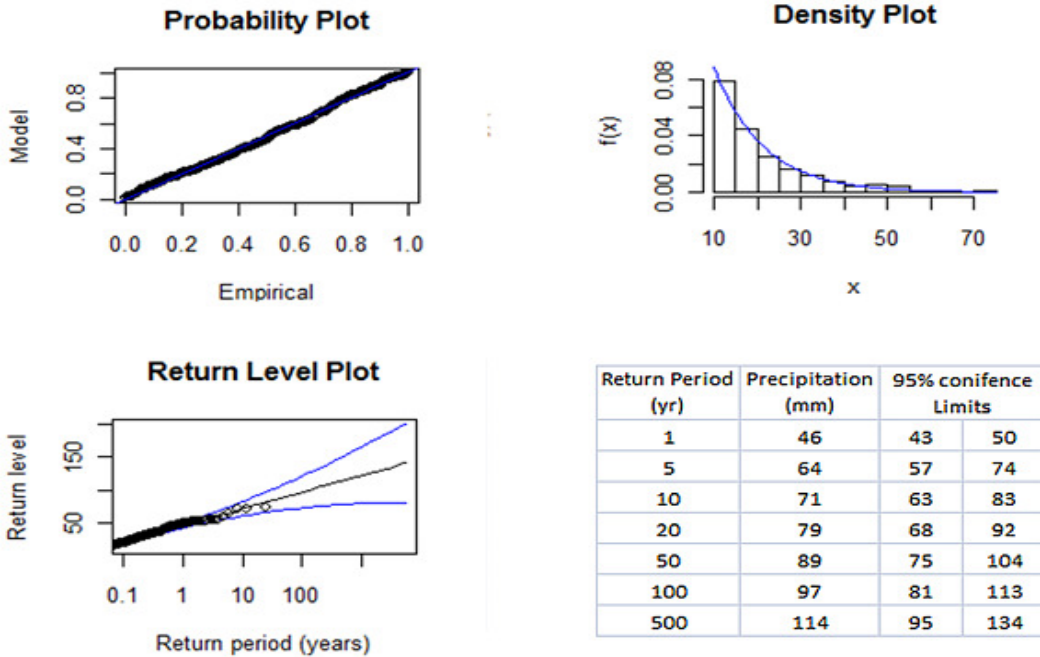 Probability Plot
Model
0.0 0.4 0.8
0.0 0.2 0.4 0.6 0.8 1.0
Empirical
Density Plot
f(x)
0.00 0.04 0.08
10 30 50 70
x
Return Level Plot
Return level
50 150
0.1 1 10 100
Return period (years)
Return Period (yr) Precipitation (mm) 95% conifence Limits
1 46 43 50
5 64 57 74
10 71 63 83
20 79 68 92
50 89 75 104
100 97 81 113
500 114 95 134